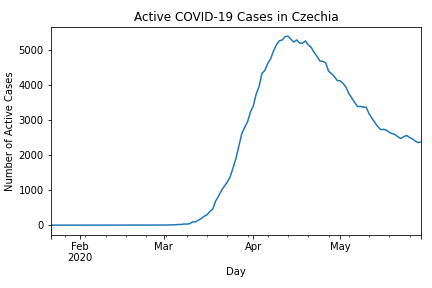 Active COVID-19 Cases in Czechia
Number of Active Cases
5000
4000
3000
2000
1000
0
Feb
2020
Mar
Apr
May
Day